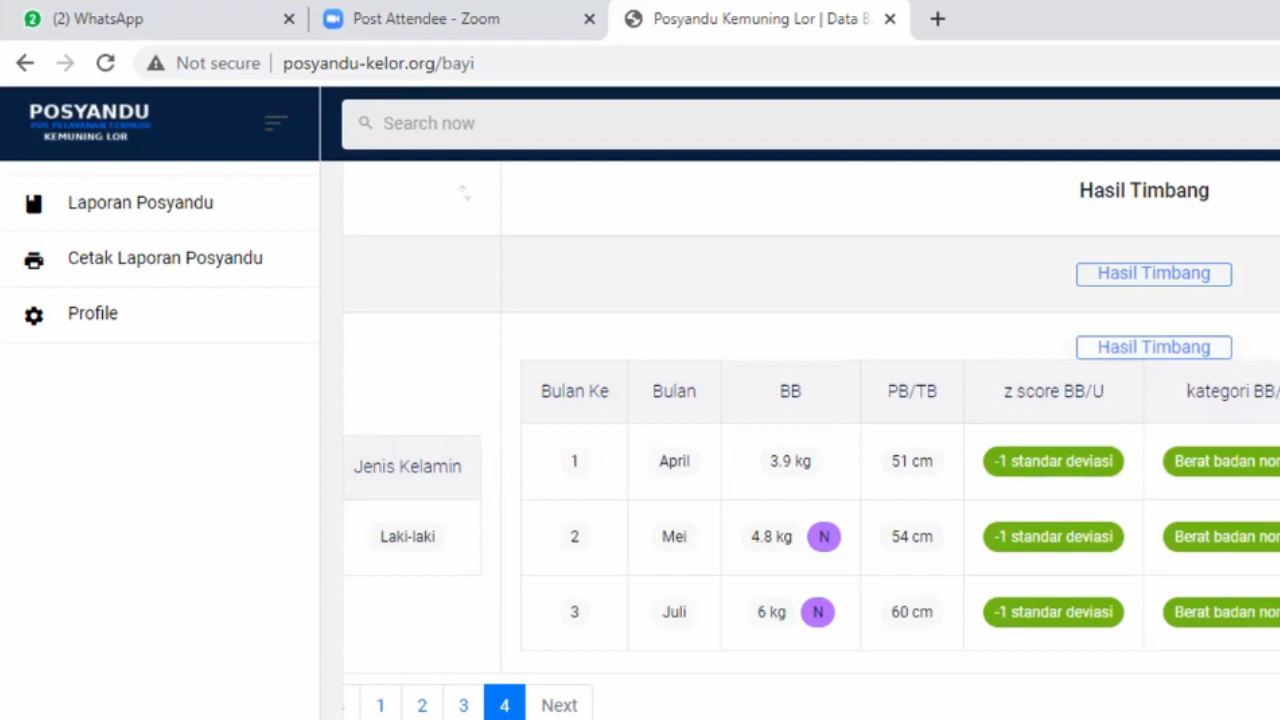 (2) WhatsApp
Post Attendee - Zoom
Posyandu Kemuning Lor | Data B
Not secure
posyandu-kelor.org/bayi
POSYANDU
POS PELAYANAN TERPADU
KEMUNING LOR
Search now
Laporan Posyandu
Cetak Laporan Posyandu
Profile
Hasil Timbang
Hasil Timbang
Hasil Timbang
Jenis Kelamin
Laki-laki
Bulan Ke Bulan BB PB/TB z score BB/U kategori BB/
1 April 3.9 kg 51 cm -1 standar deviasi Berat badan nor
2 Mei 4.8 kg N 54 cm -1 standar deviasi Berat badan nor
3 Juli 6 kg N 60 cm -1 standar deviasi Berat badan nor
1 2 3 4 Next